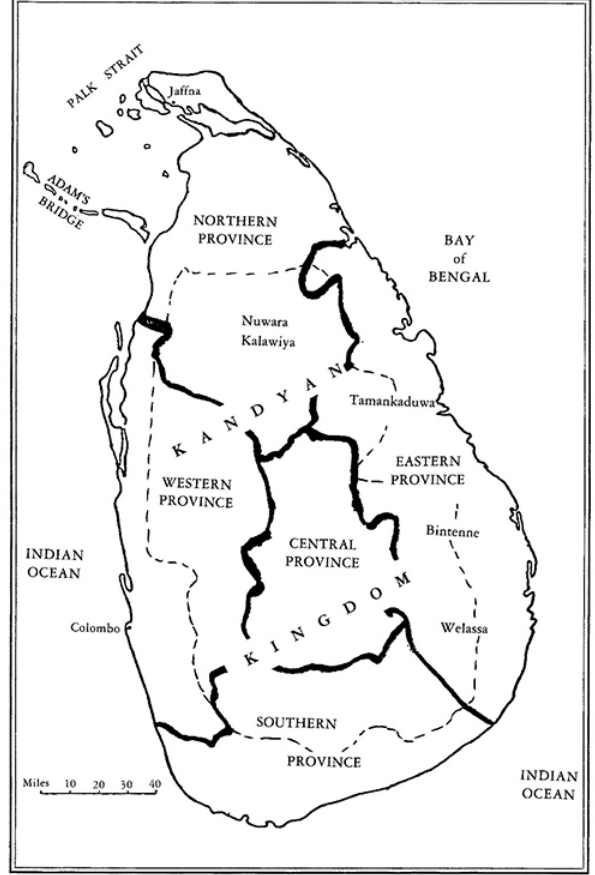 PALK STRAIT
Jaffna
ADAM'S
BRIDGE
NORTHERN
PROVINCE
BAY
of
BENGAL
Nuwara
Kalawiya
KANDYAN
Tamankaduwa
WESTERN
PROVINCE
EASTERN
PROVINCE
Bintenne
CENTRAL
PROVINCE
INDIAN
OCEAN
KINGDOM
Colombo
Welassa
SOUTHERN
PROVINCE
Miles 10 20 30 40
INDIAN
OCEAN